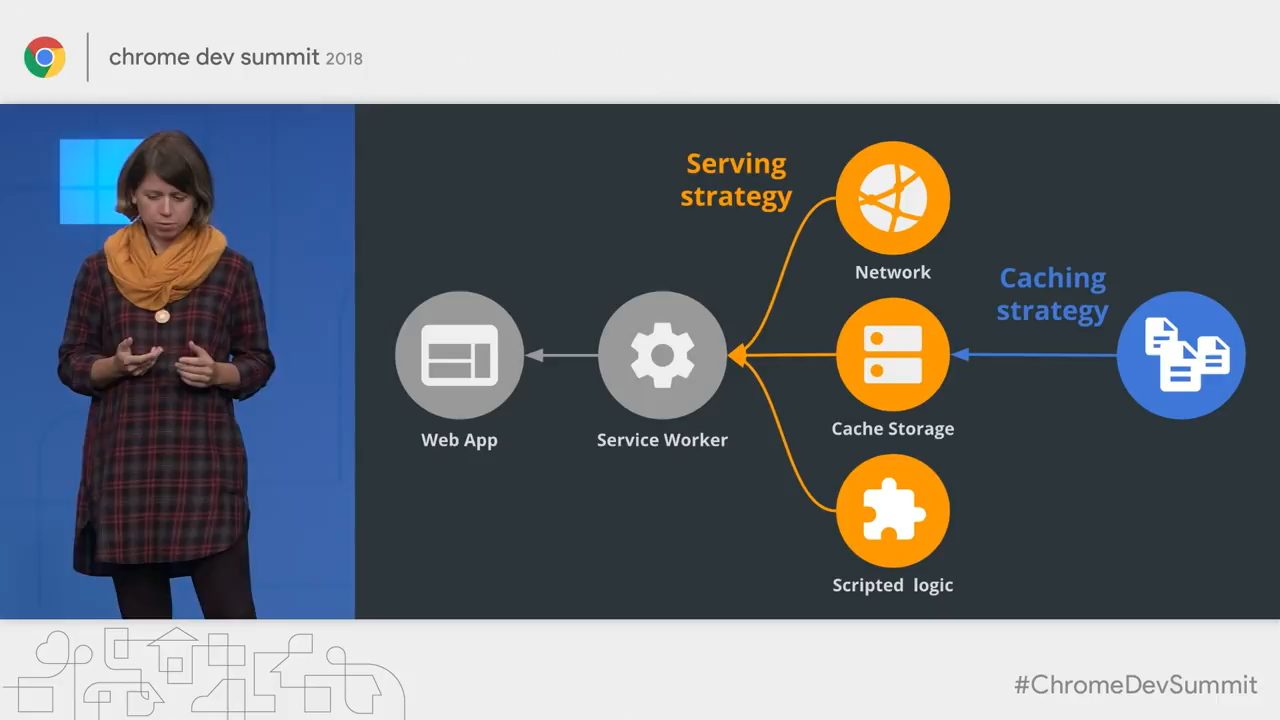 chrome dev summit 2018
Serving
strategy
Network
Caching
strategy
Web App
Service Worker
Cache Storage
Scripted logic
#ChromeDevSummit